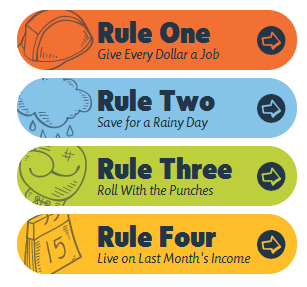 Rule One
Give Every Dollar a Job
Rule Two
Save for a Rainy Day
Rule Three
Roll With the Punches
Rule Four
Live on Last Month's Income
15